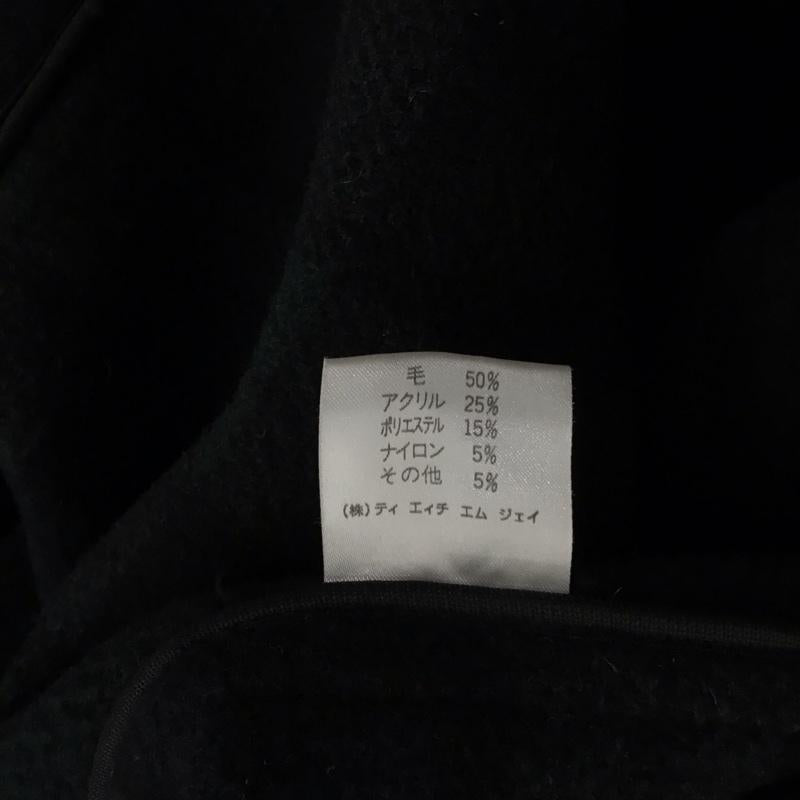 毛 50%
アクリル 25%
ポリエステル 15%
ナイロン 5%
その他 5%
(株)ティ エィチ エム ジェイ